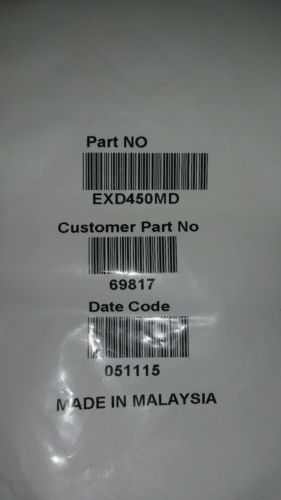 Part NO
EXD450MD
Customer Part No
69817
Date Code
051115
MADE IN MALAYSIA